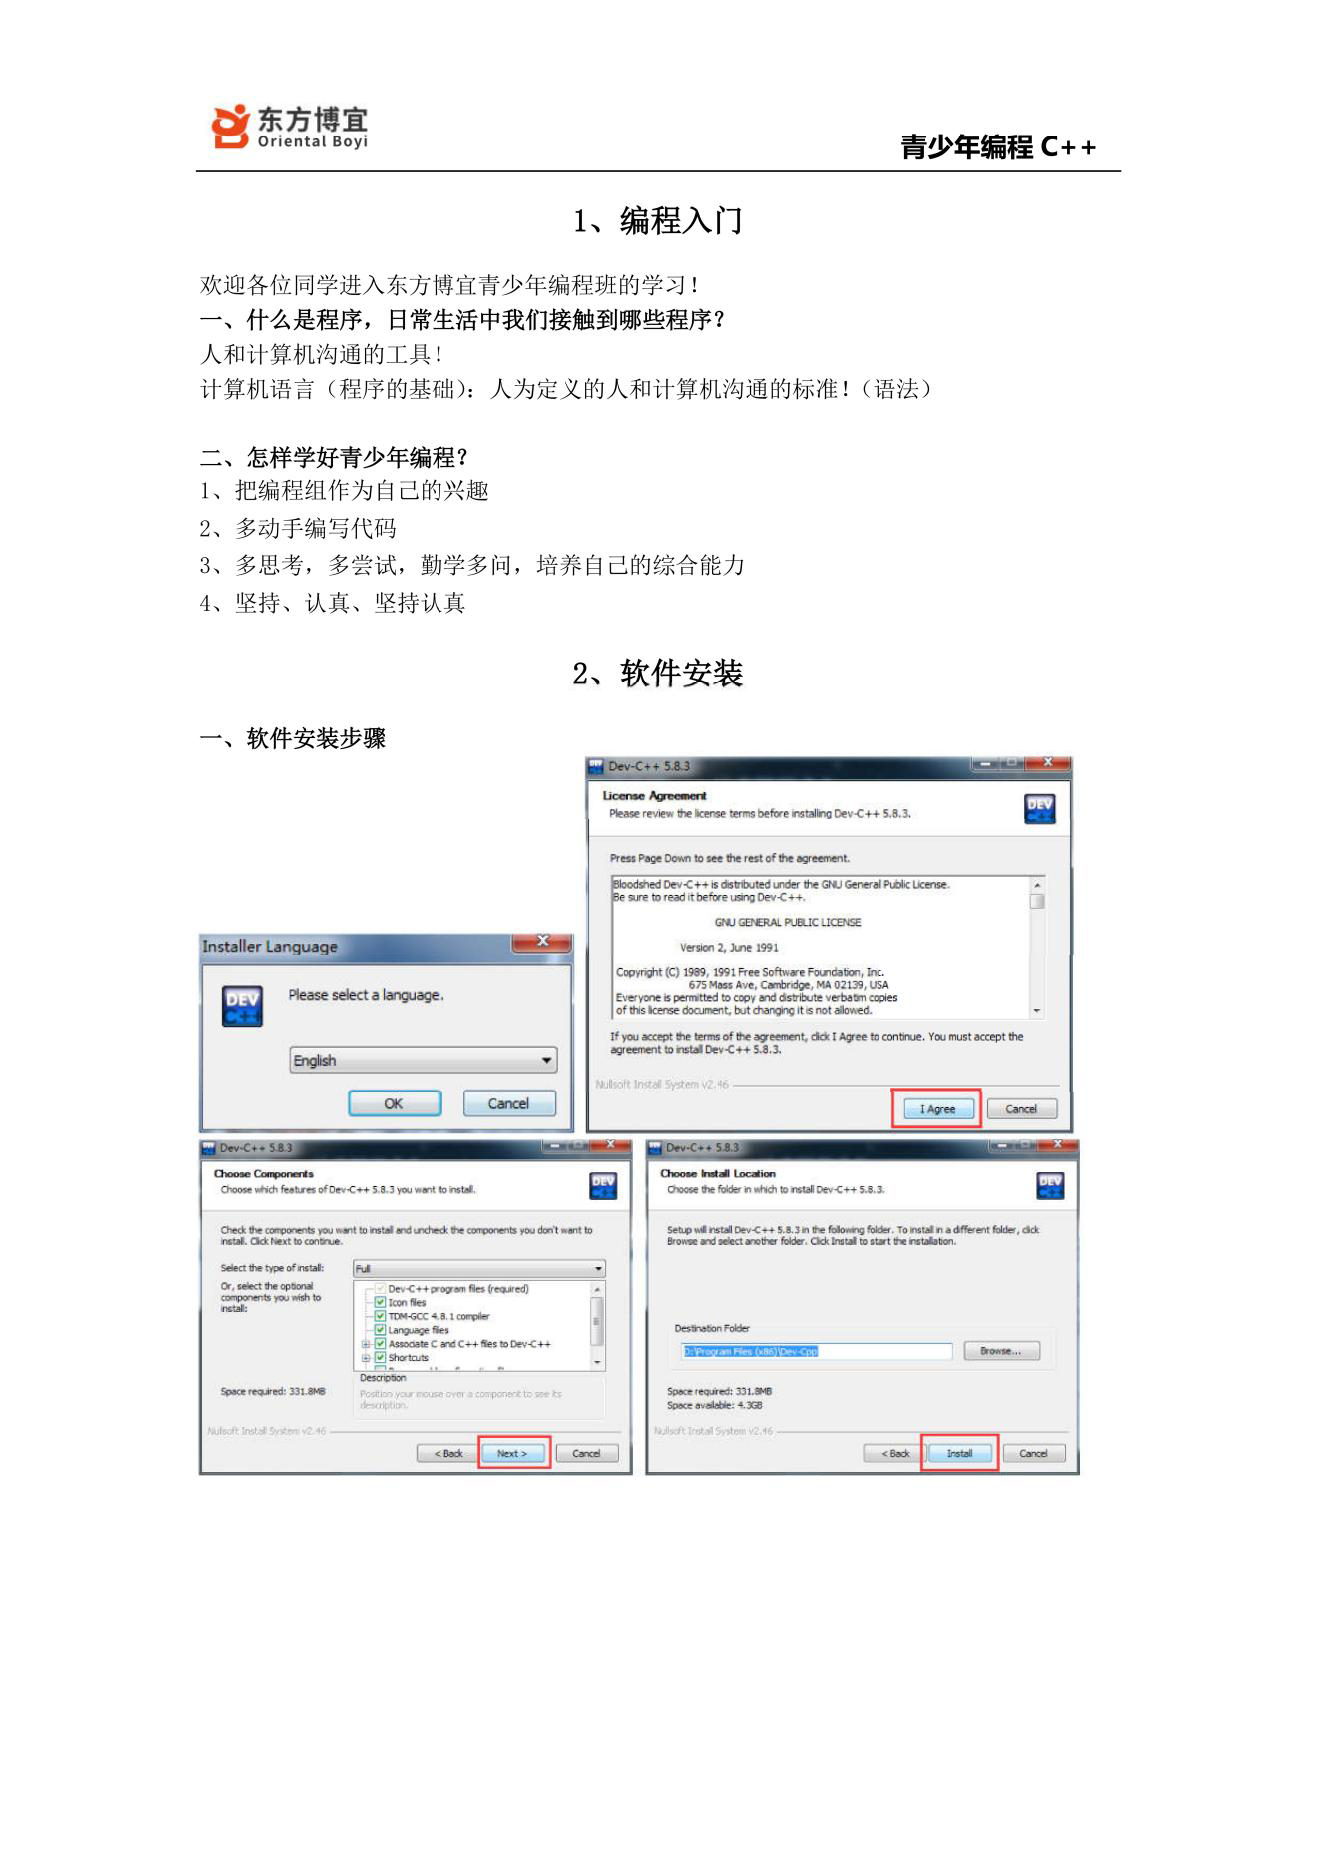 东方博宜
Oriental Boyi
青少年编程 C++
1、编程入门
欢迎各位同学进入东方博宜青少年编程班的学习！
一、什么是程序，日常生活中我们接触到哪些程序？
人和计算机沟通的工具！
计算机语言（程序的基础）：人为定义的人和计算机沟通的标准！（语法）
二、怎样学好青少年编程？
1、把编程组作为自己的兴趣
2、多动手编写代码
3、多思考，多尝试，勤学多问，培养自己的综合能力
4、坚持、认真、坚持认真
2、软件安装
一、软件安装步骤
Installer Language
DEV
C++
Please select a language.
English
OK
Cancel
Dev-C++ 5.8.3
License Agreement
Please review the license terms before installing Dev-C++ 5.8.3.
DEV
C++
Press Page Down to see the rest of the agreement.
Bloodshed Dev-C++ is distributed under the GNU General Public License.
Be sure to read it before using Dev-C++.
GNU GENERAL PUBLIC LICENSE
Version 2, June 1991
Copyright (C) 1989, 1991 Free Software Foundation, Inc.
675 Mass Ave, Cambridge, MA 02139, USA
Everyone is permitted to copy and distribute verbatim copies
of this license document, but changing it is not allowed.
If you accept the terms of the agreement, click I Agree to continue. You must accept the
agreement to install Dev-C++ 5.8.3.
Nullsoft Install System v2.46
I Agree
Cancel
Dev-C++ 5.8.3
Choose Components
Choose which features of Dev-C++ 5.8.3 you want to install.
DEV
C++
Check the components you want to install and uncheck the components you don't want to
install. Click Next to continue.
Select the type of install:
Full
Or, select the optional
components you wish to
install:
Dev-C++ program files (required)
Icon files
TDM-GCC 4.8.1 compiler
Language files
Associate C and C++ files to Dev-C++
Shortcuts
Space required: 331.8MB
Description
Position your mouse over a component to see its
description.
Nullsoft Install System v2.46
< Back
Next >
Cancel
Dev-C++ 5.8.3
Choose Install Location
Choose the folder in which to install Dev-C++ 5.8.3.
DEV
C++
Setup will install Dev-C++ 5.8.3 in the following folder. To install in a different folder, click
Browse and select another folder. Click Install to start the installation.
Destination Folder
D:\Program Files (x86)\Dev-Cpp
Browse...
Space required: 331.8MB
Space available: 4.3GB
Nullsoft Install System v2.46
< Back
Install
Cancel